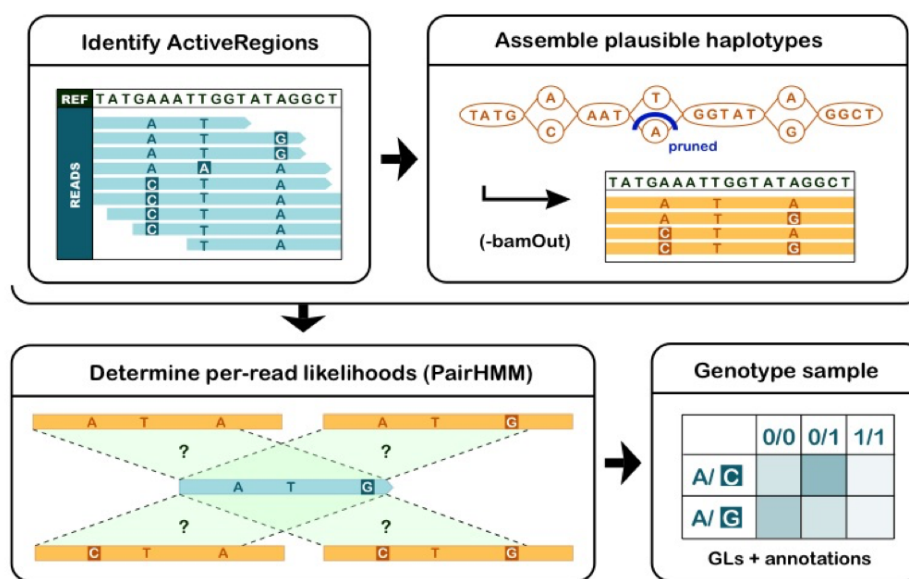 Identify ActiveRegions
REF TATGAAATTGGTATAGGCT
READS
A T
A T G
A T G
A A A
C T A
C T A
C T A
C T A
T A
Assemble plausible haplotypes
TATG A C AAT T A GGTAT A G GGCT
pruned
(-bamOut)
TATGAAATTGGTATAGGCT
A T A
A T G
C T A
C T G
Determine per-read likelihoods (PairHMM)
A T A A T G
? ?
A T G
? ?
C T A C T G
Genotype sample
0/0 0/1 1/1
A/ C
A/ G
GLs + annotations